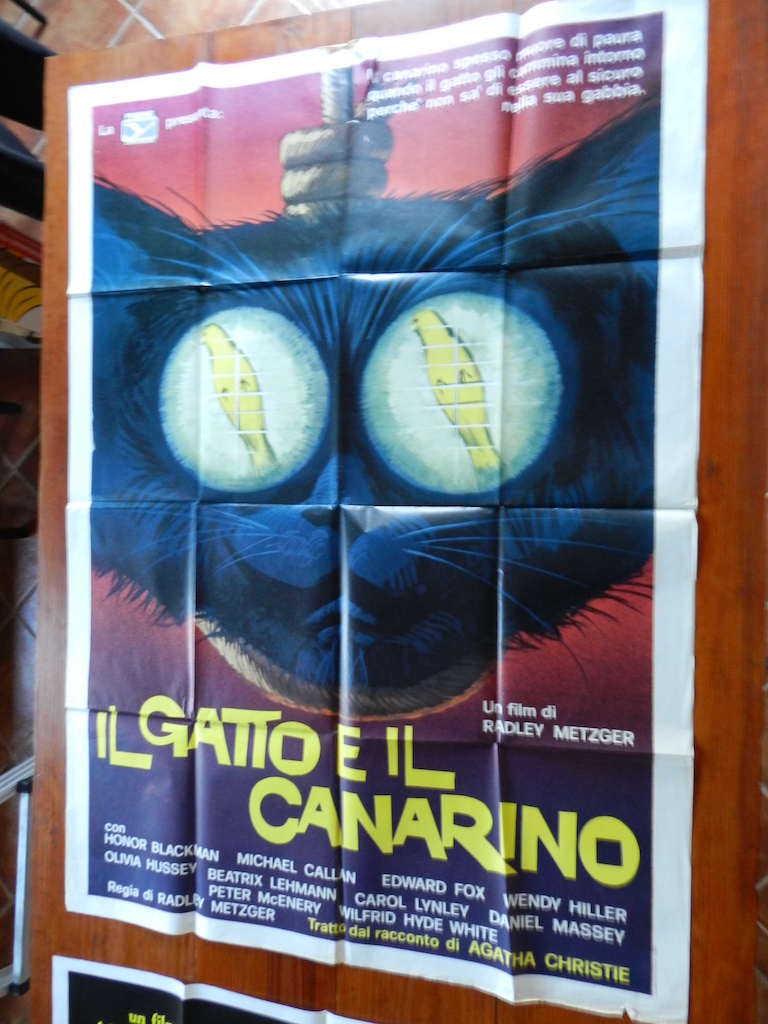 La presenta:
Il canarino spesso muore di paura
quando il gatto gli cammina intorno
perche' non sa' di essere al sicuro
nella sua gabbia.
Un film di
RADLEY METZGER
IL GATTO E IL
CANARINO
con
HONOR BLACKMAN MICHAEL CALLAN EDWARD FOX WENDY HILLER
OLIVIA HUSSEY BEATRIX LEHMANN CAROL LYNLEY DANIEL MASSEY
PETER McENERY WILFRID HYDE WHITE
Regia di RADLEY METZGER
Tratto dal racconto di AGATHA CHRISTIE
un fil